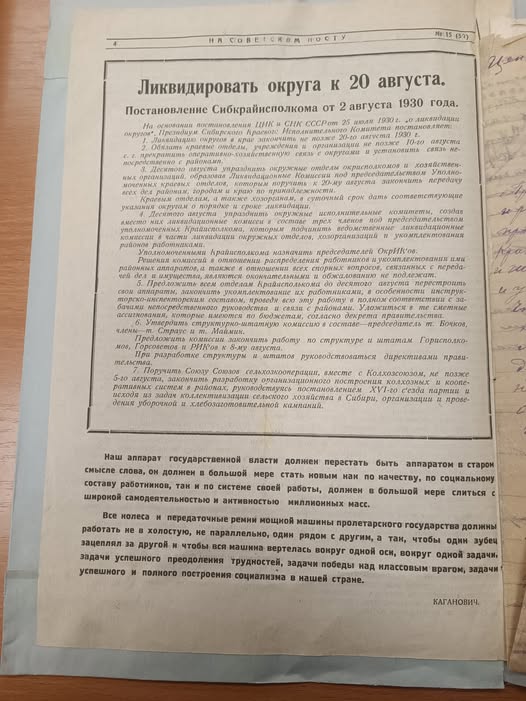 4 НА СОВЕТСКОМ ПОСТУ № 15 (59)
Ликвидировать округа к 20 августа.
Постановление Сибкрайисполкома от 2 августа 1930 года.
На основании постановления ЦИК и СНК СССР от 25 июля 1930 г. „о ликвидации
округов“, Президиум Сибирского Краевого Исполнительного Комитета постановляет:
1. Ликвидацию округов в крае закончить не позже 20-го августа 1930 г.
2. Обязать краевые отделы, учреждения и организации не позже 10-го августа
с. г. прекратить оперативно-хозяйственную связь с округами и установить связь не-
посредственно с районами.
3. Десятого августа упразднить окружные отделы окрисполкомов и хозяйствен-
ных организаций, образовав Ликвидационные Комиссии под председательством Уполно-
моченных краевых отделов, которым поручить к 20-му августа закончить передачу
всех дел районам, городам и краю по принадлежности.
Краевым отделам, а также хозорганам, в суточный срок дать соответствующие
указания округам о порядке и сроке ликвидации.
4. Десятого августа упразднить окружные исполнительные комитеты, создав
вместо них ликвидационные комиссии в составе трех членов под председательством
уполномоченных Крайисполкома, которым подчинить ведомственные ликвидационные
комиссии в части ликвидации окружных отделов, хозорганизаций и укомплектования
районов работниками.
Уполномоченными Крайисполкома назначить председателей ОкрИК'ов.
Решения комиссий в отношении распределения работников и укомплектования ими
районных аппаратов, а также в отношении всех спорных вопросов, связанных с переда-
чей дел и имущества, являются окончательными и обжалованию не подлежат.
5. Предложить всем отделам Крайисполкома до десятого августа перестроить
свои аппараты, закончить укомплектование их работниками, в особенности инструк-
торско-инспекторским составом, проведя всю эту работу в полном соответствии с за-
дачами непосредственного руководства и связи с районами. Уложиться в те сметные
ассигнования, которые имеются по бюджетам, согласно декрета правительства.
6. Утвердить структурно-штатную комиссию в составе—председатель т. Бочков,
члены—т. Страус и т. Маймин.
Предложить комиссии закончить работу по структуре и штатам Горисполко-
мов, Горсоветов и РИК'ов к 8-му августа.
При разработке структуры и штатов руководствоваться директивами прави-
тельства.
7. Поручить Союзу Союзов сельхозкооперации, вместе с Колхозсоюзом, не позже
5-го августа, закончить разработку организационного построения колхозных и коопе-
ративных систем в районах, руководствуясь постановлением XVI-го съезда партии и
исходя из задач коллективизации сельского хозяйства в Сибири, организации и прове-
дения уборочной и хлебозаготовительной кампаний.
Наш аппарат государственной власти должен перестать быть аппаратом в старом
смысле слова, он должен в большой мере стать новым как по качеству, по социальному
составу работников, так и по системе своей работы, должен в большой мере слиться с
широкой самодеятельностью и активностью миллионных масс.
Все колеса и передаточные ремни мощной машины пролетарского государства должны
работать не в холостую, не параллельно, один рядом с другим, а так, чтобы один зубец
зацеплял за другой и чтобы вся машина вертелась вокруг одной оси, вокруг одной задачи,
задачи успешного преодоления трудностей, задачи победы над классовым врагом, задачи
успешного и полного построения социализма в нашей стране.
КАГАНОВИЧ.